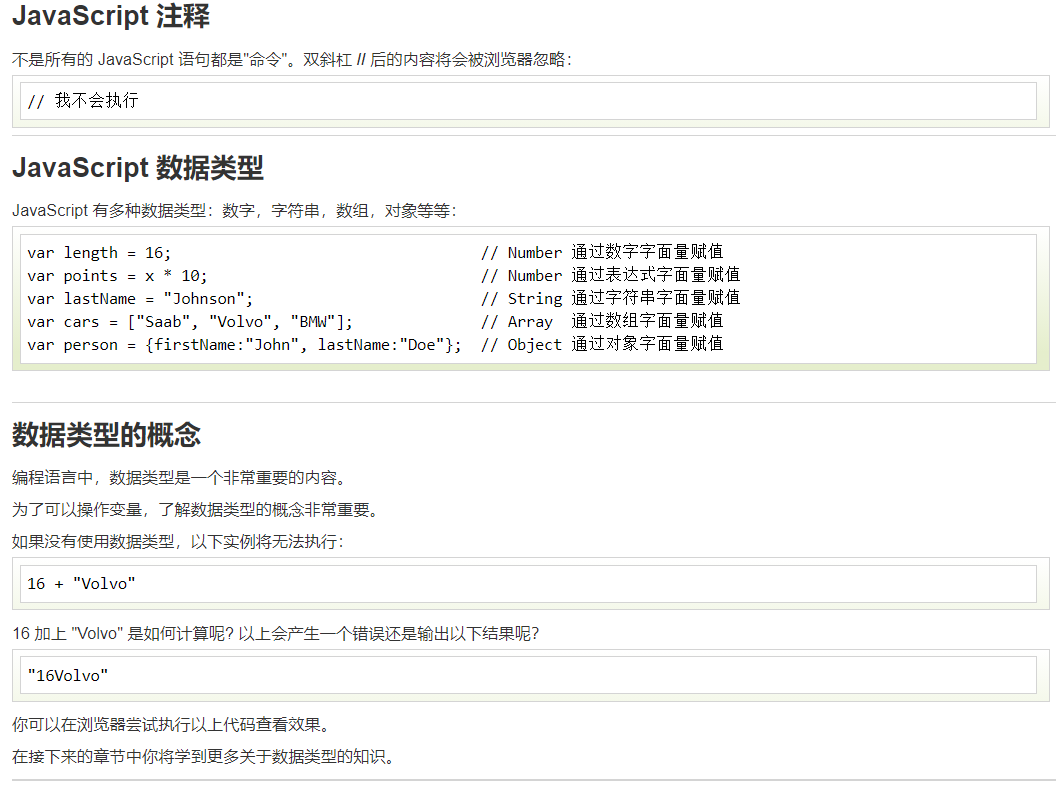 JavaScript 注释
不是所有的 JavaScript 语句都是"命令"。双斜杠 // 后的内容将会被浏览器忽略：
// 我不会执行
JavaScript 数据类型
JavaScript 有多种数据类型：数字，字符串，数组，对象等等：
var length = 16;                                  // Number 通过数字字面量赋值
var points = x * 10;                              // Number 通过表达式字面量赋值
var lastName = "Johnson";                         // String 通过字符串字面量赋值
var cars = ["Saab", "Volvo", "BMW"];              // Array  通过数组字面量赋值
var person = {firstName:"John", lastName:"Doe"};  // Object 通过对象字面量赋值
数据类型的概念
编程语言中，数据类型是一个非常重要的内容。
为了可以操作变量，了解数据类型的概念非常重要。
如果没有使用数据类型，以下实例将无法执行：
16 + "Volvo"
16 加上 "Volvo" 是如何计算呢? 以上会产生一个错误还是输出以下结果呢?
"16Volvo"
你可以在浏览器尝试执行以上代码查看效果。
在接下来的章节中你将学到更多关于数据类型的知识。